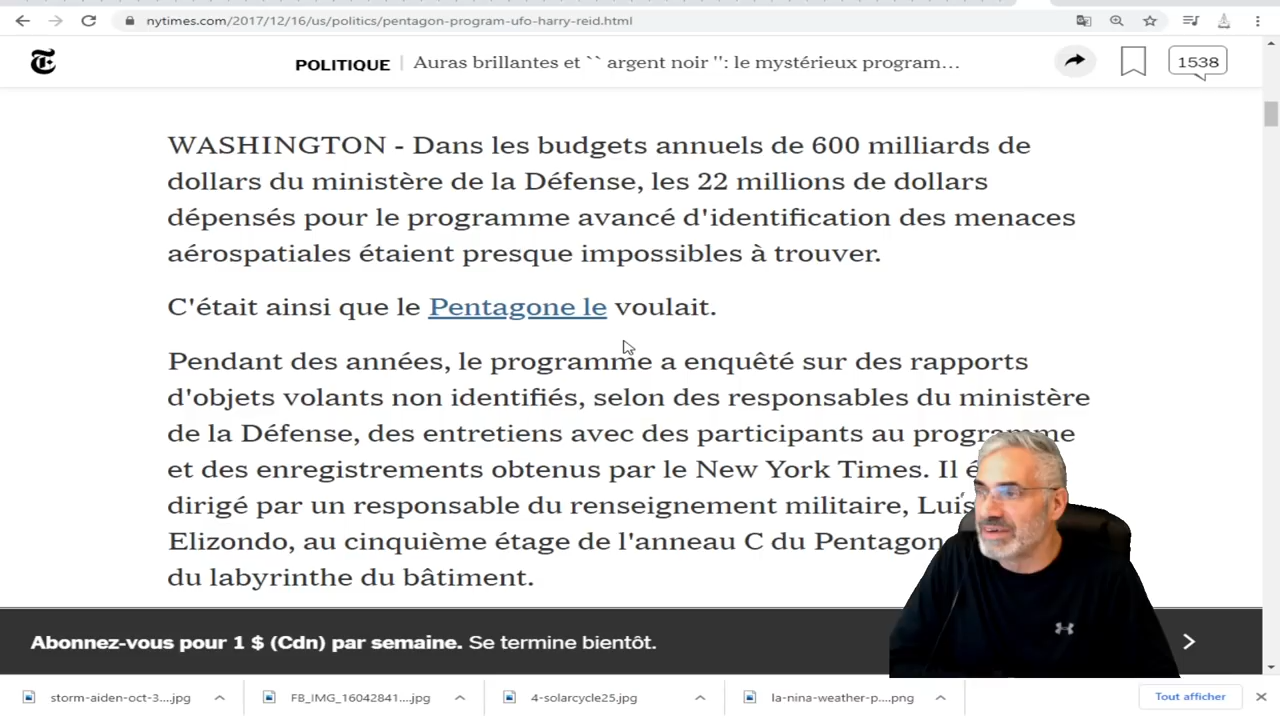 nytimes.com/2017/12/16/us/politics/pentagon-program-ufo-harry-reid.html
POLITIQUE | Auras brillantes et `` argent noir '': le mystérieux program…
1538
WASHINGTON - Dans les budgets annuels de 600 milliards de
dollars du ministère de la Défense, les 22 millions de dollars
dépensés pour le programme avancé d'identification des menaces
aérospatiales étaient presque impossibles à trouver.
C'était ainsi que le Pentagone le voulait.
Pendant des années, le programme a enquêté sur des rapports
d'objets volants non identifiés, selon des responsables du ministère
de la Défense, des entretiens avec des participants au programme
et des enregistrements obtenus par le New York Times. Il
dirigé par un responsable du renseignement militaire, Luis
Elizondo, au cinquième étage de l'anneau C du Pentagon
du labyrinthe du bâtiment.
Abonnez-vous pour 1 $ (Cdn) par semaine. Se termine bientôt.
storm-aiden-oct-3....jpg
FB_IMG_16042841....jpg
4-solarcycle25.jpg
la-nina-weather-p....png
Tout afficher